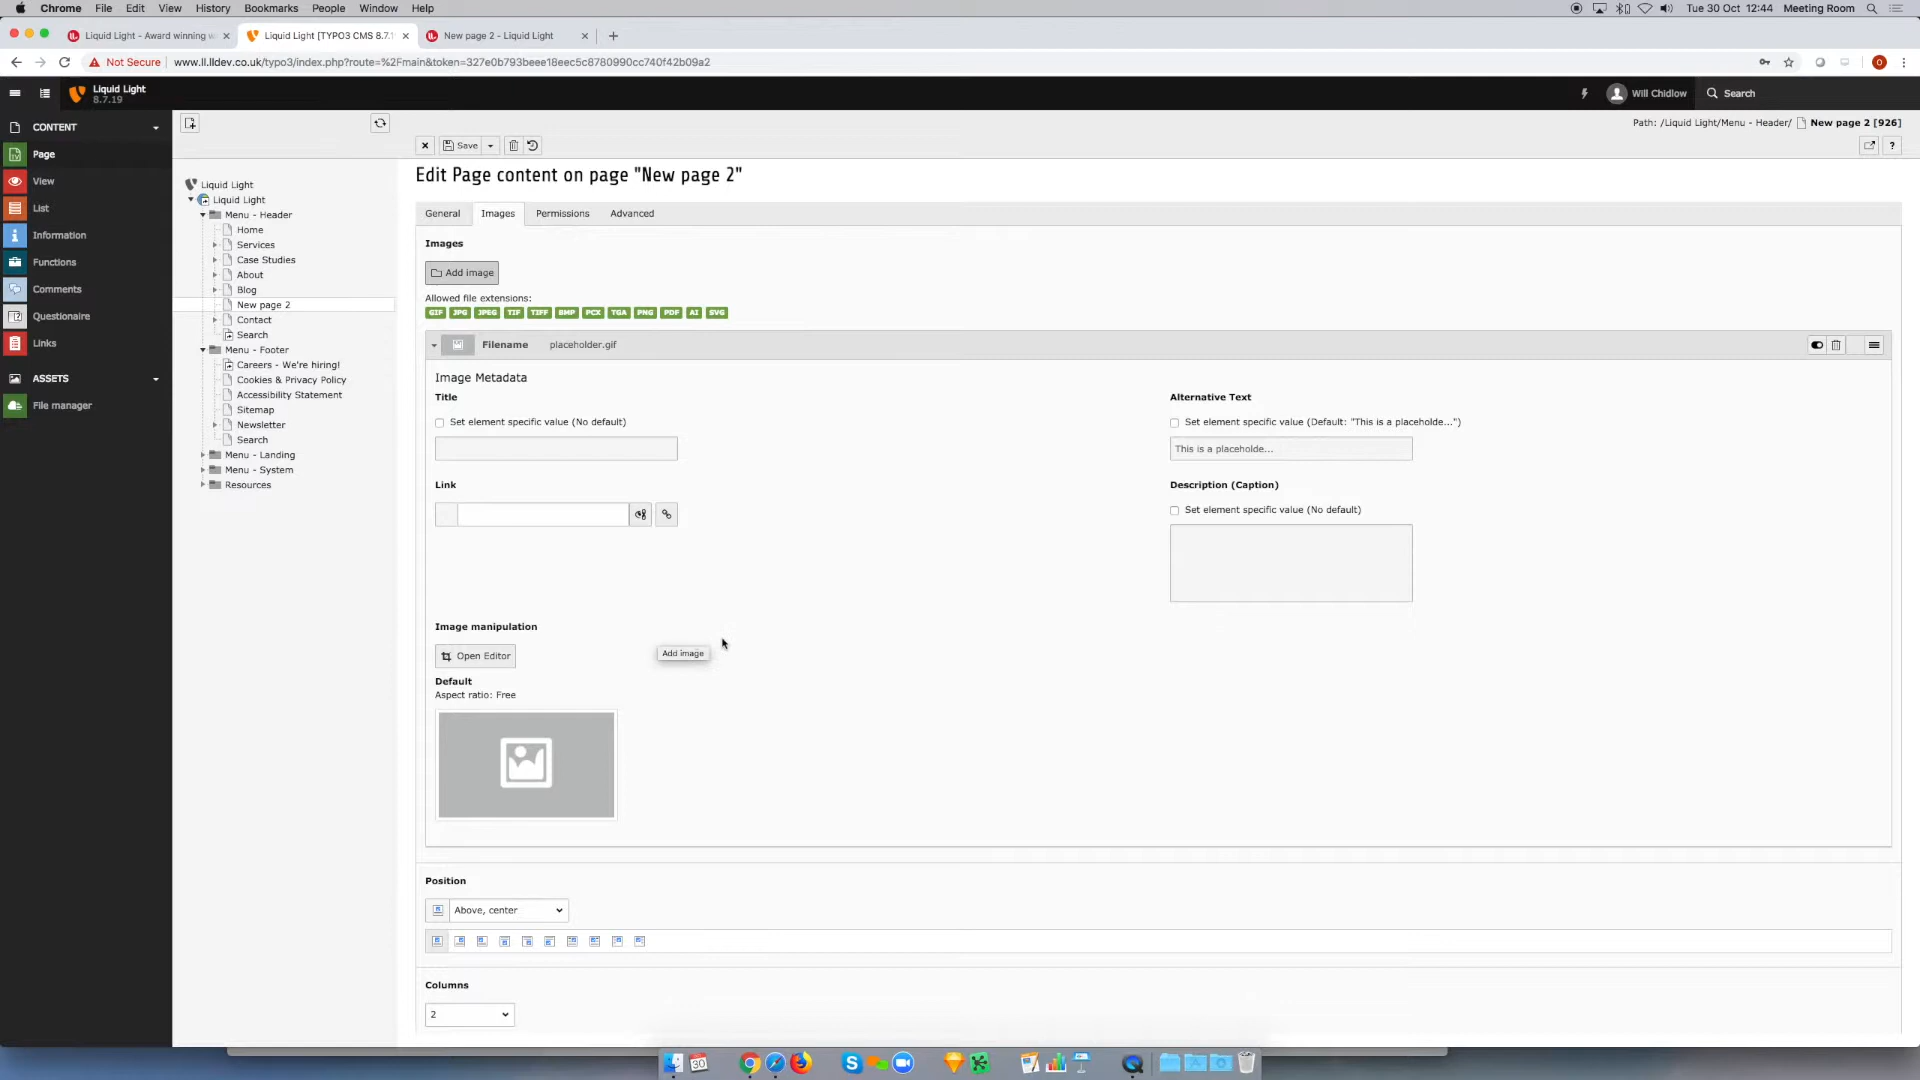 Chrome File Edit View History Bookmarks People Window Help
Tue 30 Oct 12:44 Meeting Room
Liquid Light - Award winning w
Liquid Light [TYPO3 CMS 8.7.1
New page 2 - Liquid Light
Not Secure www.ll.lldev.co.uk/typo3/index.php?route=%2Fmain&token=327e0b793beee18eec5c8780990cc740f42b09a2
Liquid Light
8.7.19
Will Chidlow
Search
CONTENT
Page
View
List
Information
Functions
Comments
Questionaire
Links
ASSETS
File manager
Liquid Light
Liquid Light
Menu - Header
Home
Services
Case Studies
About
Blog
New page 2
Contact
Search
Menu - Footer
Careers - We're hiring!
Cookies & Privacy Policy
Accessibility Statement
Sitemap
Newsletter
Search
Menu - Landing
Menu - System
Resources
Path: /Liquid Light/Menu - Header/ New page 2 [926]
Save
Edit Page content on page "New page 2"
General Images Permissions Advanced
Images
Add image
Allowed file extensions:
GIF JPG JPEG TIF TIFF BMP PCX TGA PNG PDF AI SVG
Filename placeholder.gif
Image Metadata
Title
Set element specific value (No default)
Alternative Text
Set element specific value (Default: "This is a placeholde...")
This is a placeholde...
Link
Description (Caption)
Set element specific value (No default)
Image manipulation
Open Editor
Add image
Default
Aspect ratio: Free
Position
Above, center
Columns
2
30